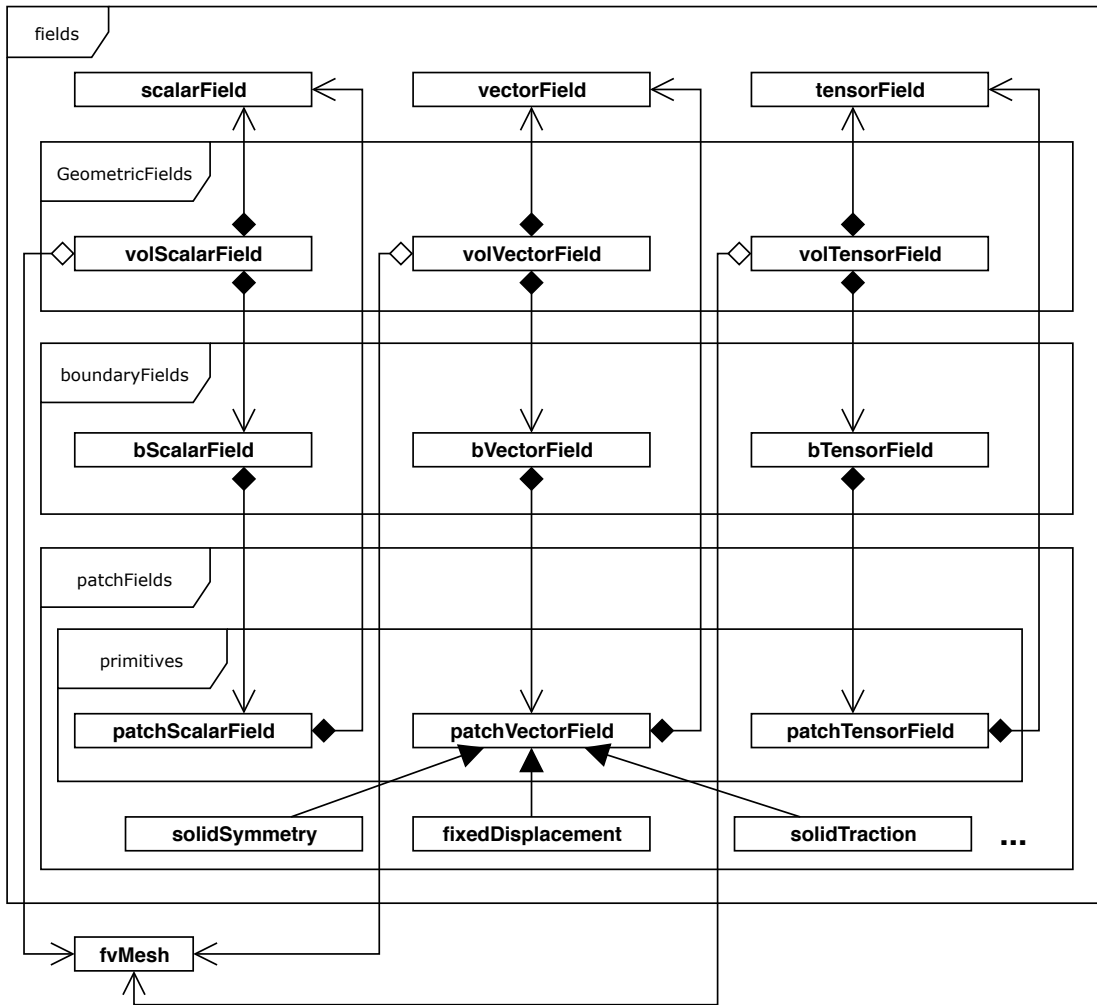 fields
scalarField
vectorField
tensorField
GeometricFields
volScalarField
volVectorField
volTensorField
boundaryFields
bScalarField
bVectorField
bTensorField
patchFields
primitives
patchScalarField
patchVectorField
patchTensorField
solidSymmetry
fixedDisplacement
solidTraction
...
fvMesh